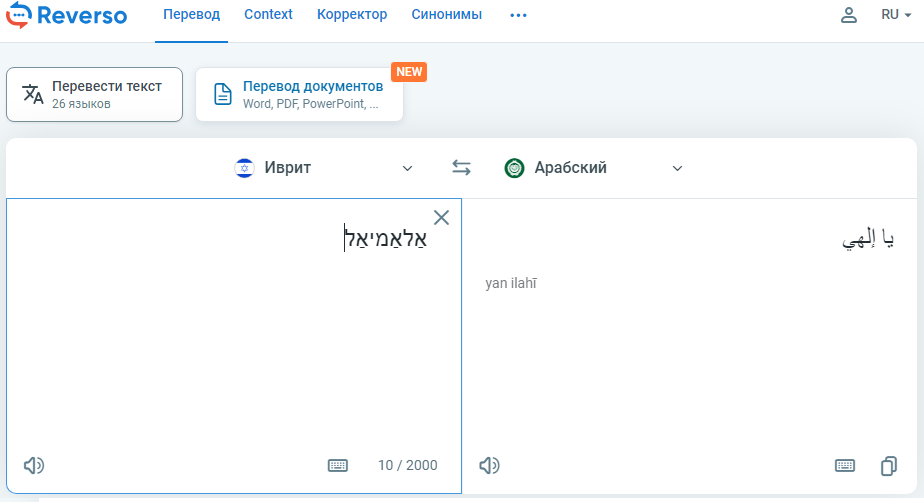 Reverso
Перевод Context Корректор Синонимы ••• RU
Перевести текст
26 языков
Перевод документов
Word, PDF, PowerPoint, ...
NEW
Иврит Арабский
אַלאַמיאַל
يا إلهي
yan ilahī
10 / 2000